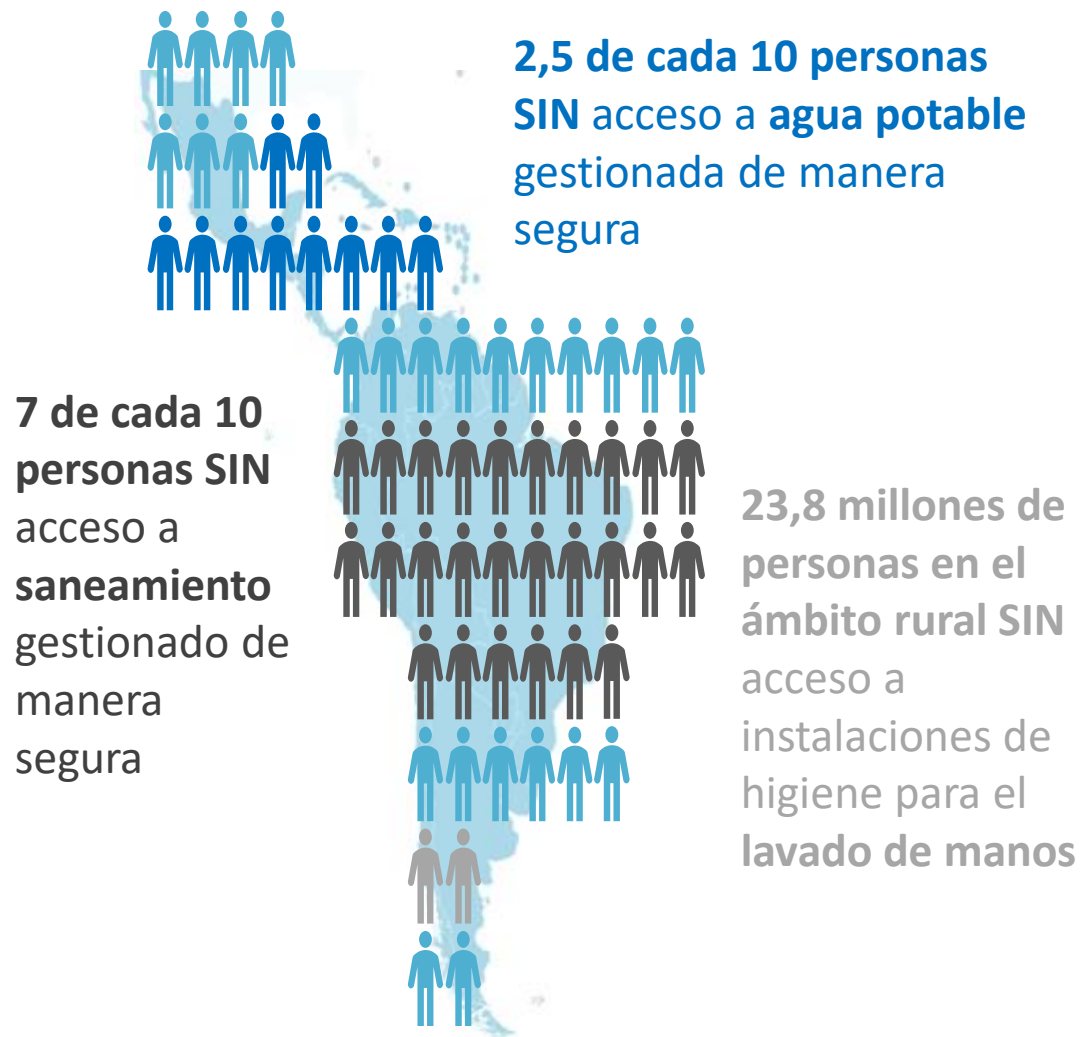 2,5 de cada 10 personas
SIN acceso a agua potable
gestionada de manera
segura
7 de cada 10
personas SIN
acceso a
saneamiento
gestionado de
manera
segura
23,8 millones de
personas en el
ámbito rural SIN
acceso a
instalaciones de
higiene para el
lavado de manos